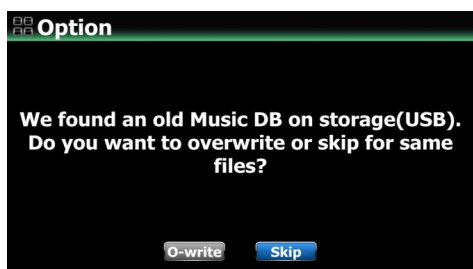 Option
We found an old Music DB on storage(USB).
Do you want to overwrite or skip for same
files?
O-write
Skip